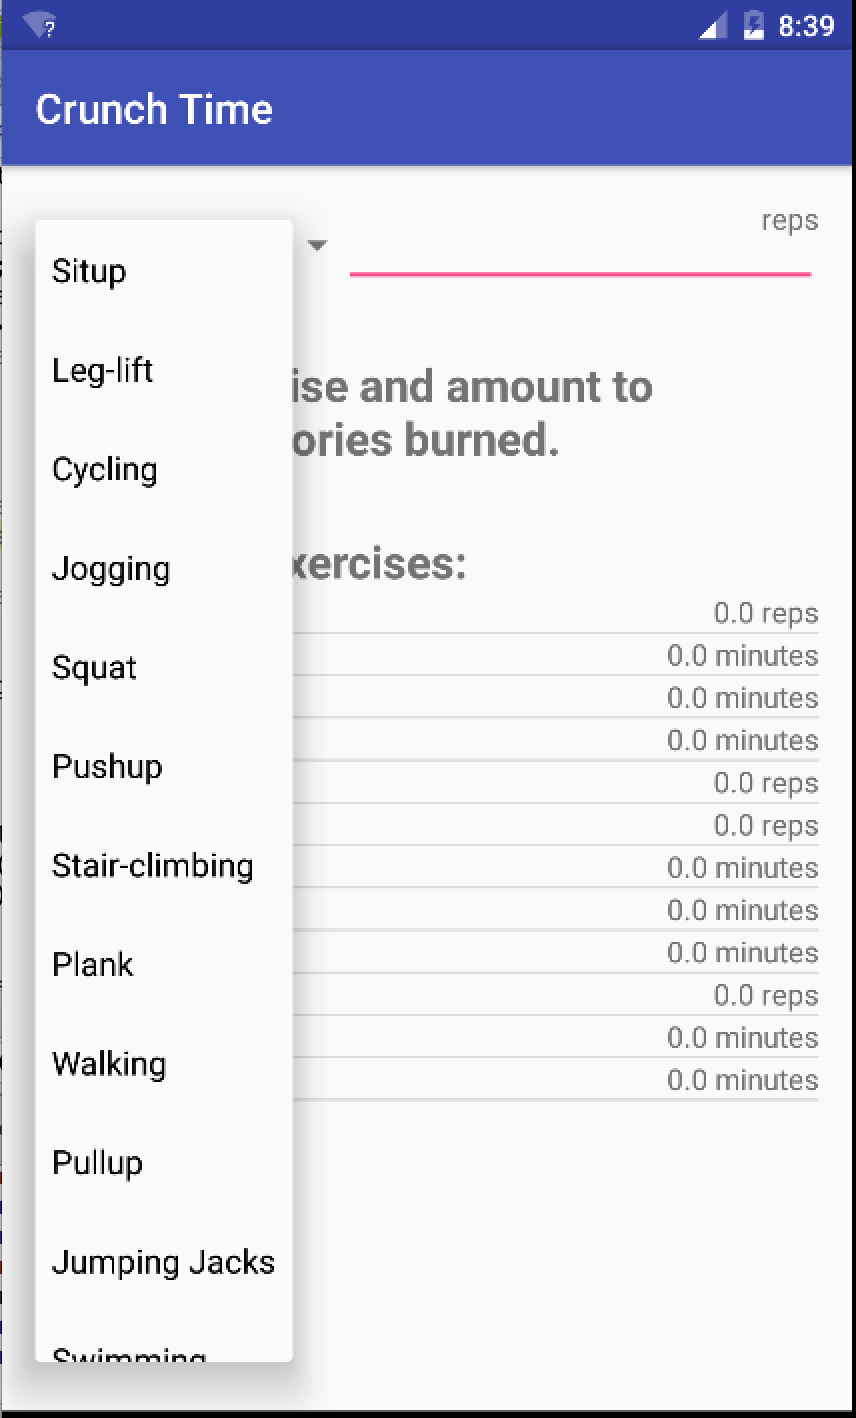 8:39
Crunch Time
reps
Situp
Leg-lift
ise and amount to
ories burned.
Cycling
Jogging
xercises:
0.0 reps
0.0 minutes
Squat
0.0 minutes
0.0 minutes
Pushup
0.0 reps
0.0 reps
Stair-climbing
0.0 minutes
0.0 minutes
Plank
0.0 minutes
0.0 reps
Walking
0.0 minutes
0.0 minutes
Pullup
Jumping Jacks
Swimming